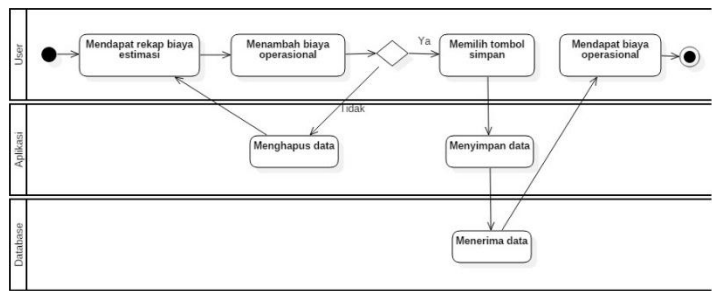 User
Mendapat rekap biaya
estimasi
Menambah biaya
operasional
Ya
Memilih tombol
simpan
Mendapat biaya
operasional
Tidak
Aplikasi
Menghapus data
Menyimpan data
Database
Menerima data